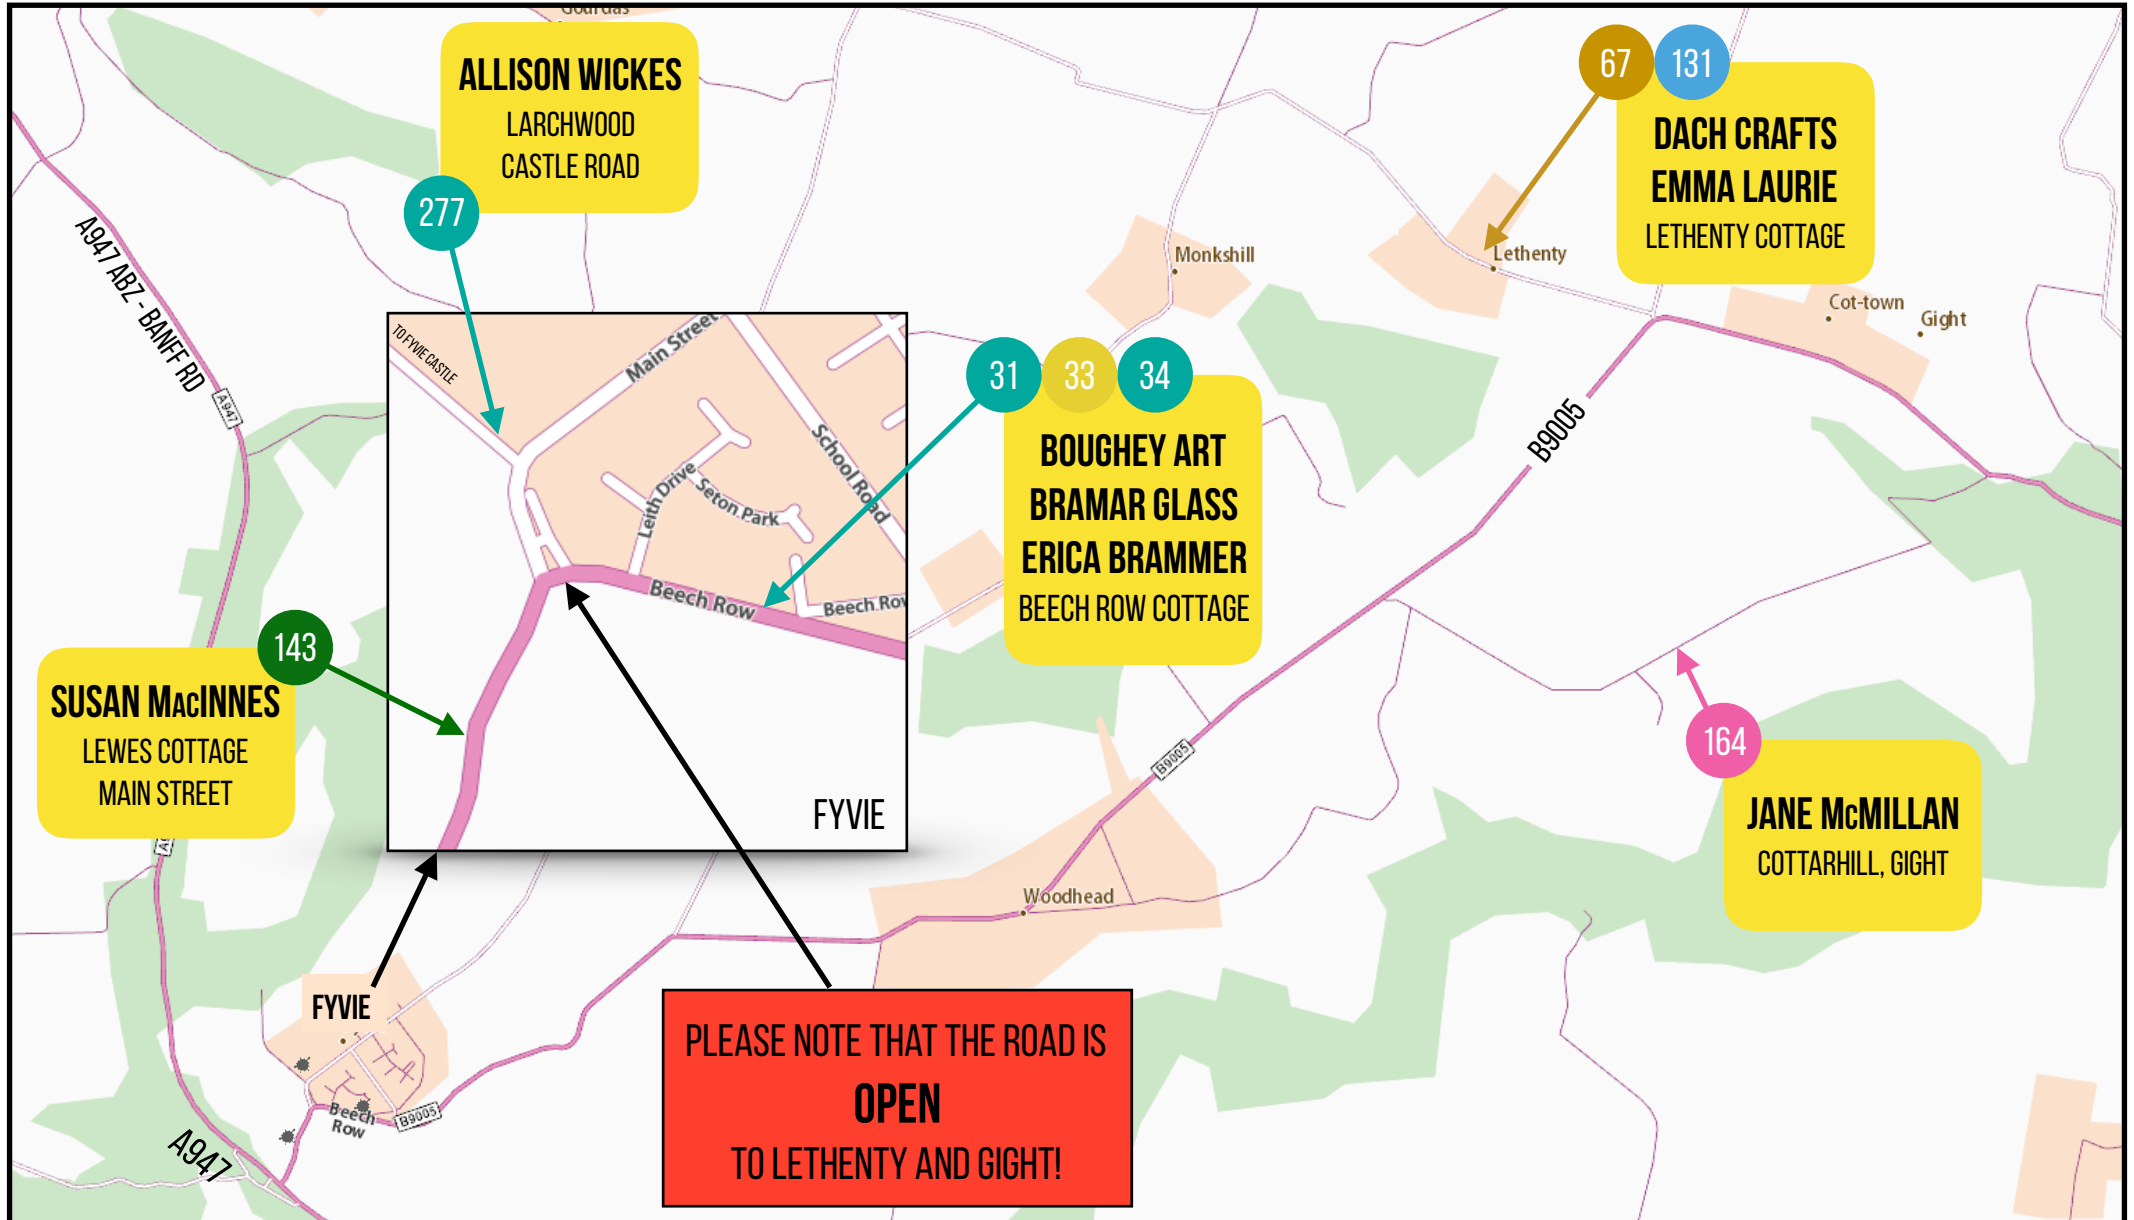 Gourdas
ALLISON WICKES
LARCHWOOD
CASTLE ROAD
277
67
131
DACH CRAFTS
EMMA LAURIE
LETHENTY COTTAGE
A947 ABZ - BANFF RD
A947
Monkshill
Lethenty
Cot-town
Gight
TO FYVIE CASTLE
Main Street
School Road
Leith Drive
Seton Park
Beech Row
Beech Row
FYVIE
31
33
34
BOUGHEY ART
BRAMAR GLASS
ERICA BRAMMER
BEECH ROW COTTAGE
B9005
B9005
143
SUSAN MacINNES
LEWES COTTAGE
MAIN STREET
164
JANE McMILLAN
COTTARHILL, GIGHT
Woodhead
FYVIE
Beech
Row
B9005
A947
PLEASE NOTE THAT THE ROAD IS
OPEN
TO LETHENTY AND GIGHT!